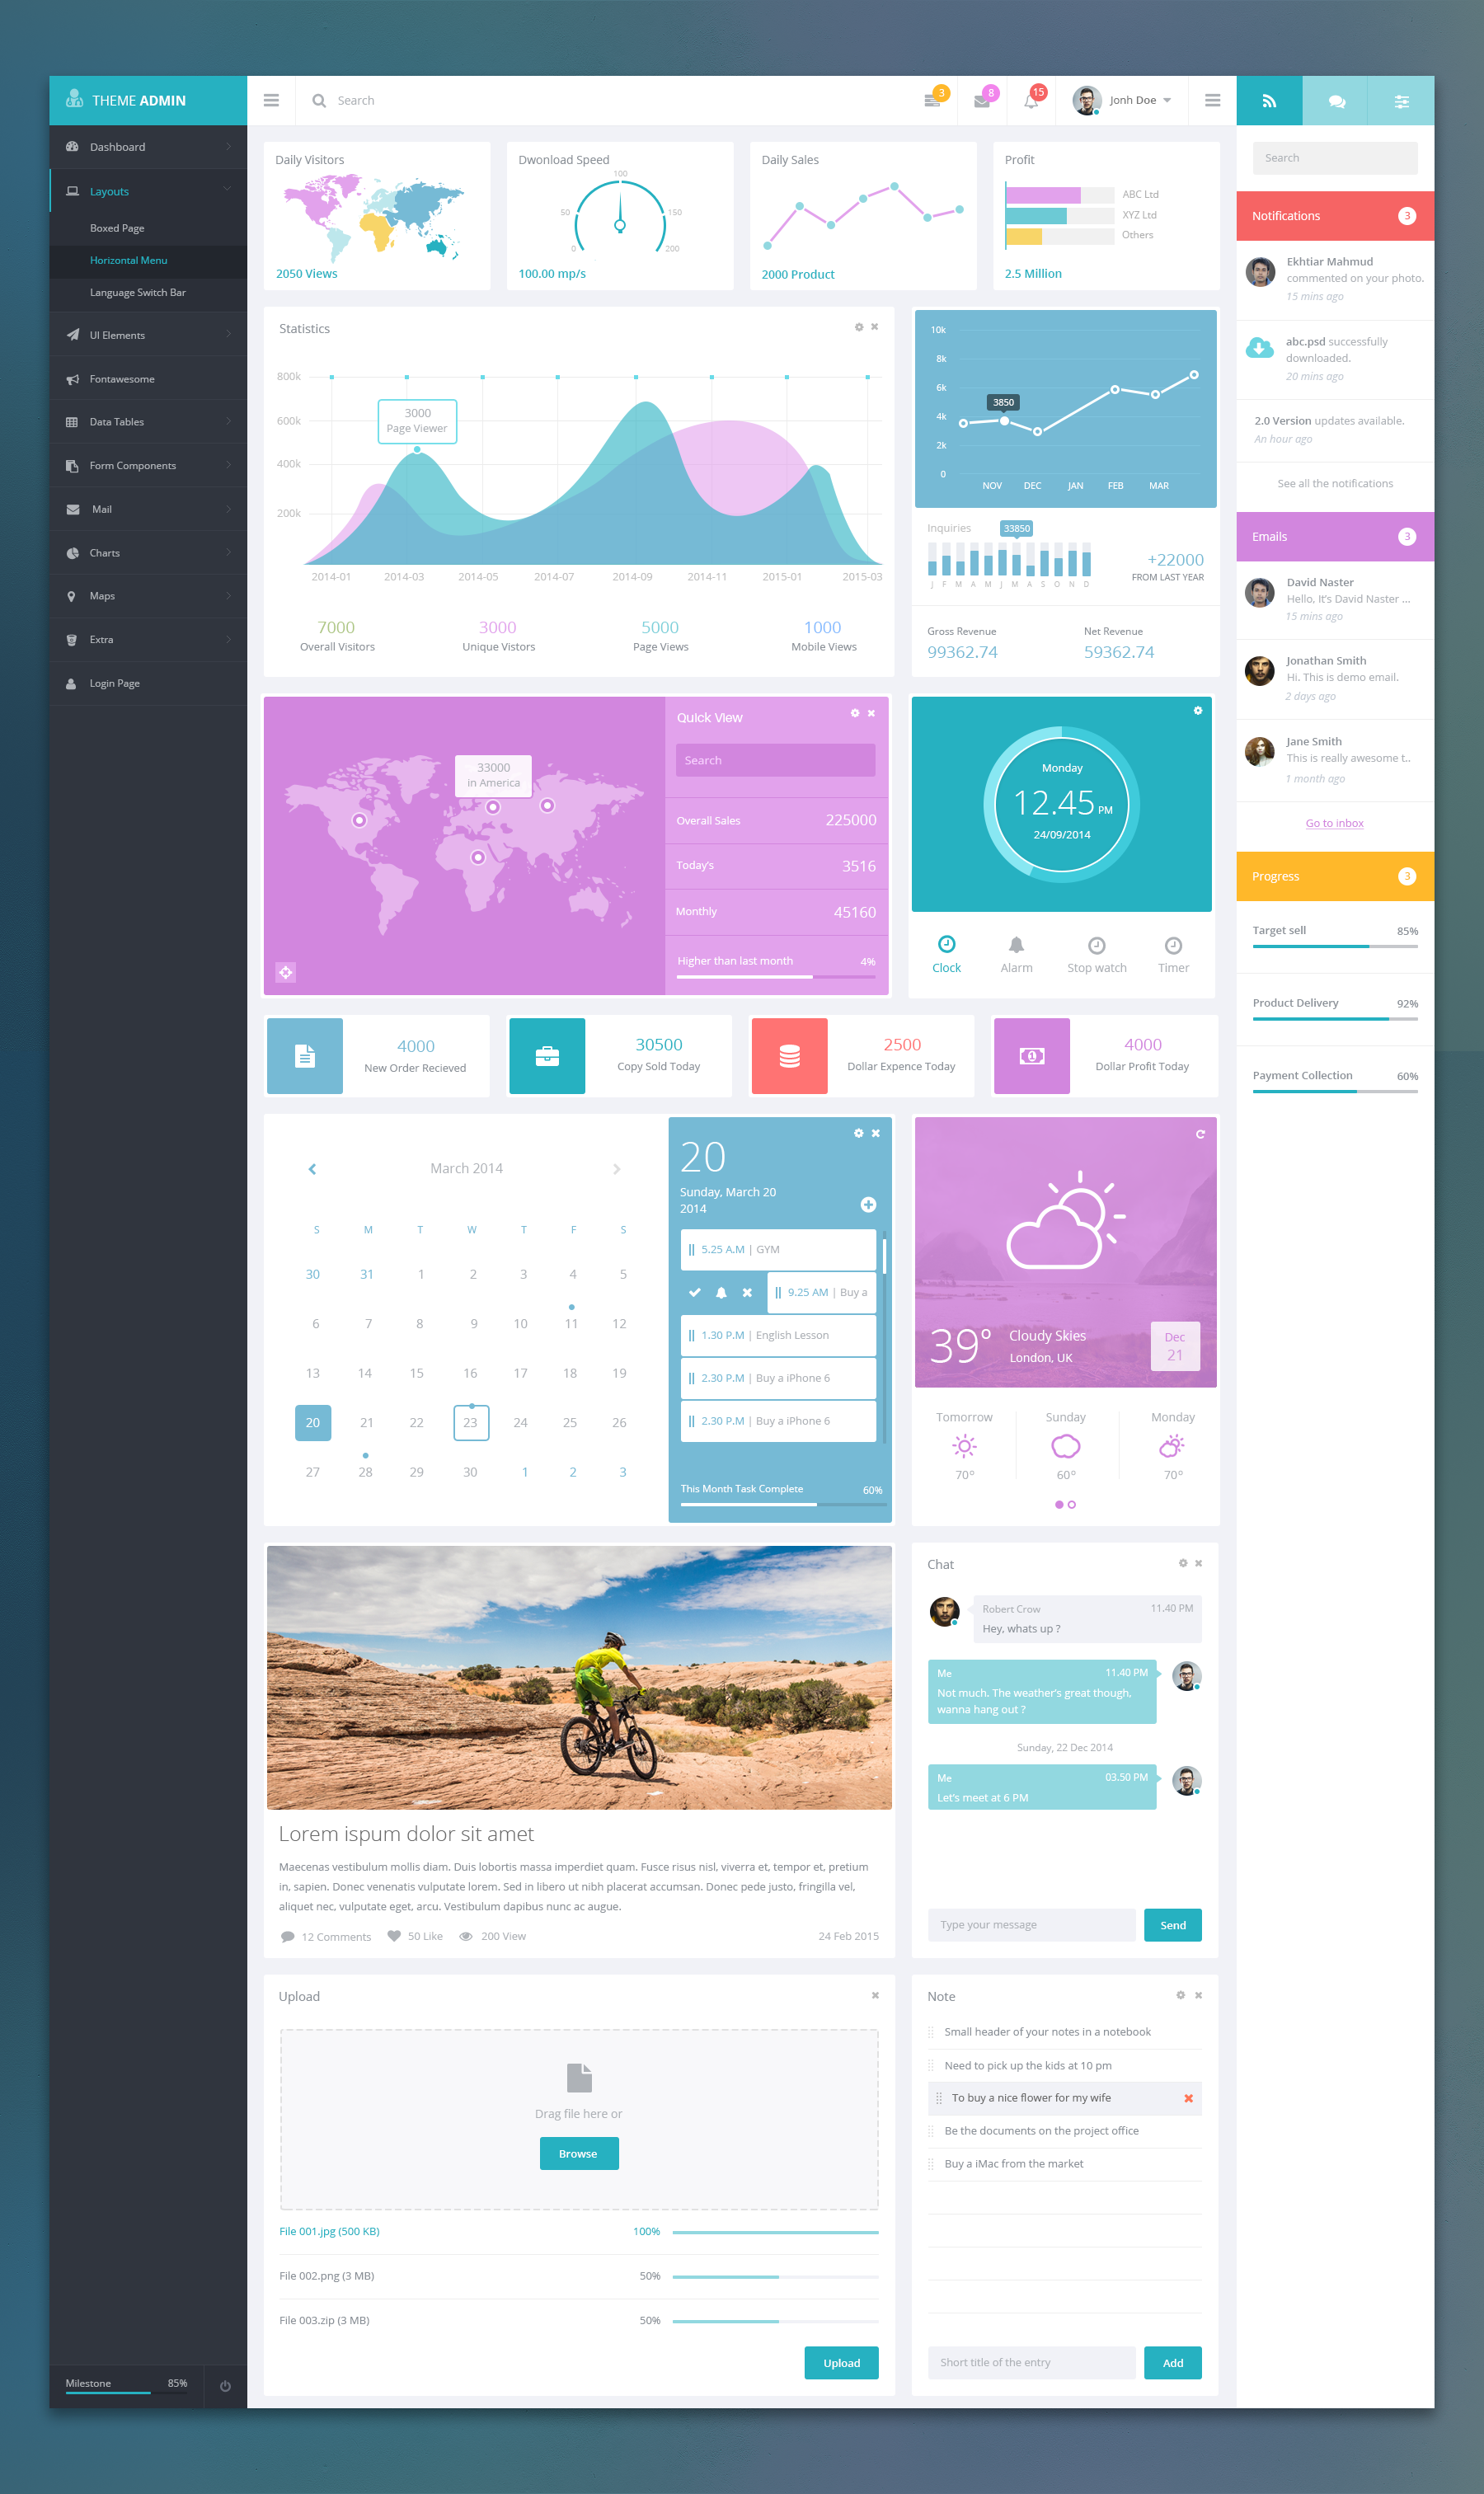 THEME ADMIN
Search
3
8
15
Jonh Doe
Dashboard
Layouts
Boxed Page
Horizontal Menu
Language Switch Bar
UI Elements
Fontawesome
Data Tables
Form Components
Mail
Charts
Maps
Extra
Login Page
Milestone 85%
Daily Visitors
2050 Views
Dwonload Speed
100
50 150
0 200
100.00 mp/s
Daily Sales
2000 Product
Profit
ABC Ltd
XYZ Ltd
Others
2.5 Million
Statistics
800k
600k
400k
200k
3000
Page Viewer
2014-01 2014-03 2014-05 2014-07 2014-09 2014-11 2015-01 2015-03
7000 3000 5000 1000
Overall Visitors Unique Vistors Page Views Mobile Views
10k
8k
6k
4k
2k
0
3850
NOV DEC JAN FEB MAR
Inquiries
33850
J F M A M J M A S O N D
+22000
FROM LAST YEAR
Gross Revenue Net Revenue
99362.74 59362.74
33000
in America
Quick View
Search
Overall Sales 225000
Today's 3516
Monthly 45160
Higher than last month 4%
Monday
12.45 PM
24/09/2014
Clock Alarm Stop watch Timer
4000
New Order Recieved
30500
Copy Sold Today
2500
Dollar Expence Today
4000
Dollar Profit Today
March 2014
S M T W T F S
30 31 1 2 3 4 5
6 7 8 9 10 11 12
13 14 15 16 17 18 19
20 21 22 23 24 25 26
27 28 29 30 1 2 3
20
Sunday, March 20
2014
5.25 A.M | GYM
9.25 AM | Buy a
1.30 P.M | English Lesson
2.30 P.M | Buy a iPhone 6
2.30 P.M | Buy a iPhone 6
This Month Task Complete 60%
39°
Cloudy Skies
London, UK
Dec
21
Tomorrow Sunday Monday
70° 60° 70°
Lorem ispum dolor sit amet
Maecenas vestibulum mollis diam. Duis lobortis massa imperdiet quam. Fusce risus nisl, viverra et, tempor et, pretium
in, sapien. Donec venenatis vulputate lorem. Sed in libero ut nibh placerat accumsan. Donec pede justo, fringilla vel,
aliquet nec, vulputate eget, arcu. Vestibulum dapibus nunc ac augue.
12 Comments 50 Like 200 View 24 Feb 2015
Chat
Robert Crow 11.40 PM
Hey, whats up ?
Me 11.40 PM
Not much. The weather's great though,
wanna hang out ?
Sunday, 22 Dec 2014
Me 03.50 PM
Let's meet at 6 PM
Type your message Send
Upload
Drag file here or
Browse
File 001.jpg (500 KB) 100%
File 002.png (3 MB) 50%
File 003.zip (3 MB) 50%
Upload
Note
Small header of your notes in a notebook
Need to pick up the kids at 10 pm
To buy a nice flower for my wife
Be the documents on the project office
Buy a iMac from the market
Short title of the entry Add
Search
Notifications 3
Ekhtiar Mahmud
commented on your photo.
15 mins ago
abc.psd successfully
downloaded.
20 mins ago
2.0 Version updates available.
An hour ago
See all the notifications
Emails 3
David Naster
Hello, It's David Naster ...
15 mins ago
Jonathan Smith
Hi. This is demo email.
2 days ago
Jane Smith
This is really awesome t..
1 month ago
Go to inbox
Progress 3
Target sell 85%
Product Delivery 92%
Payment Collection 60%